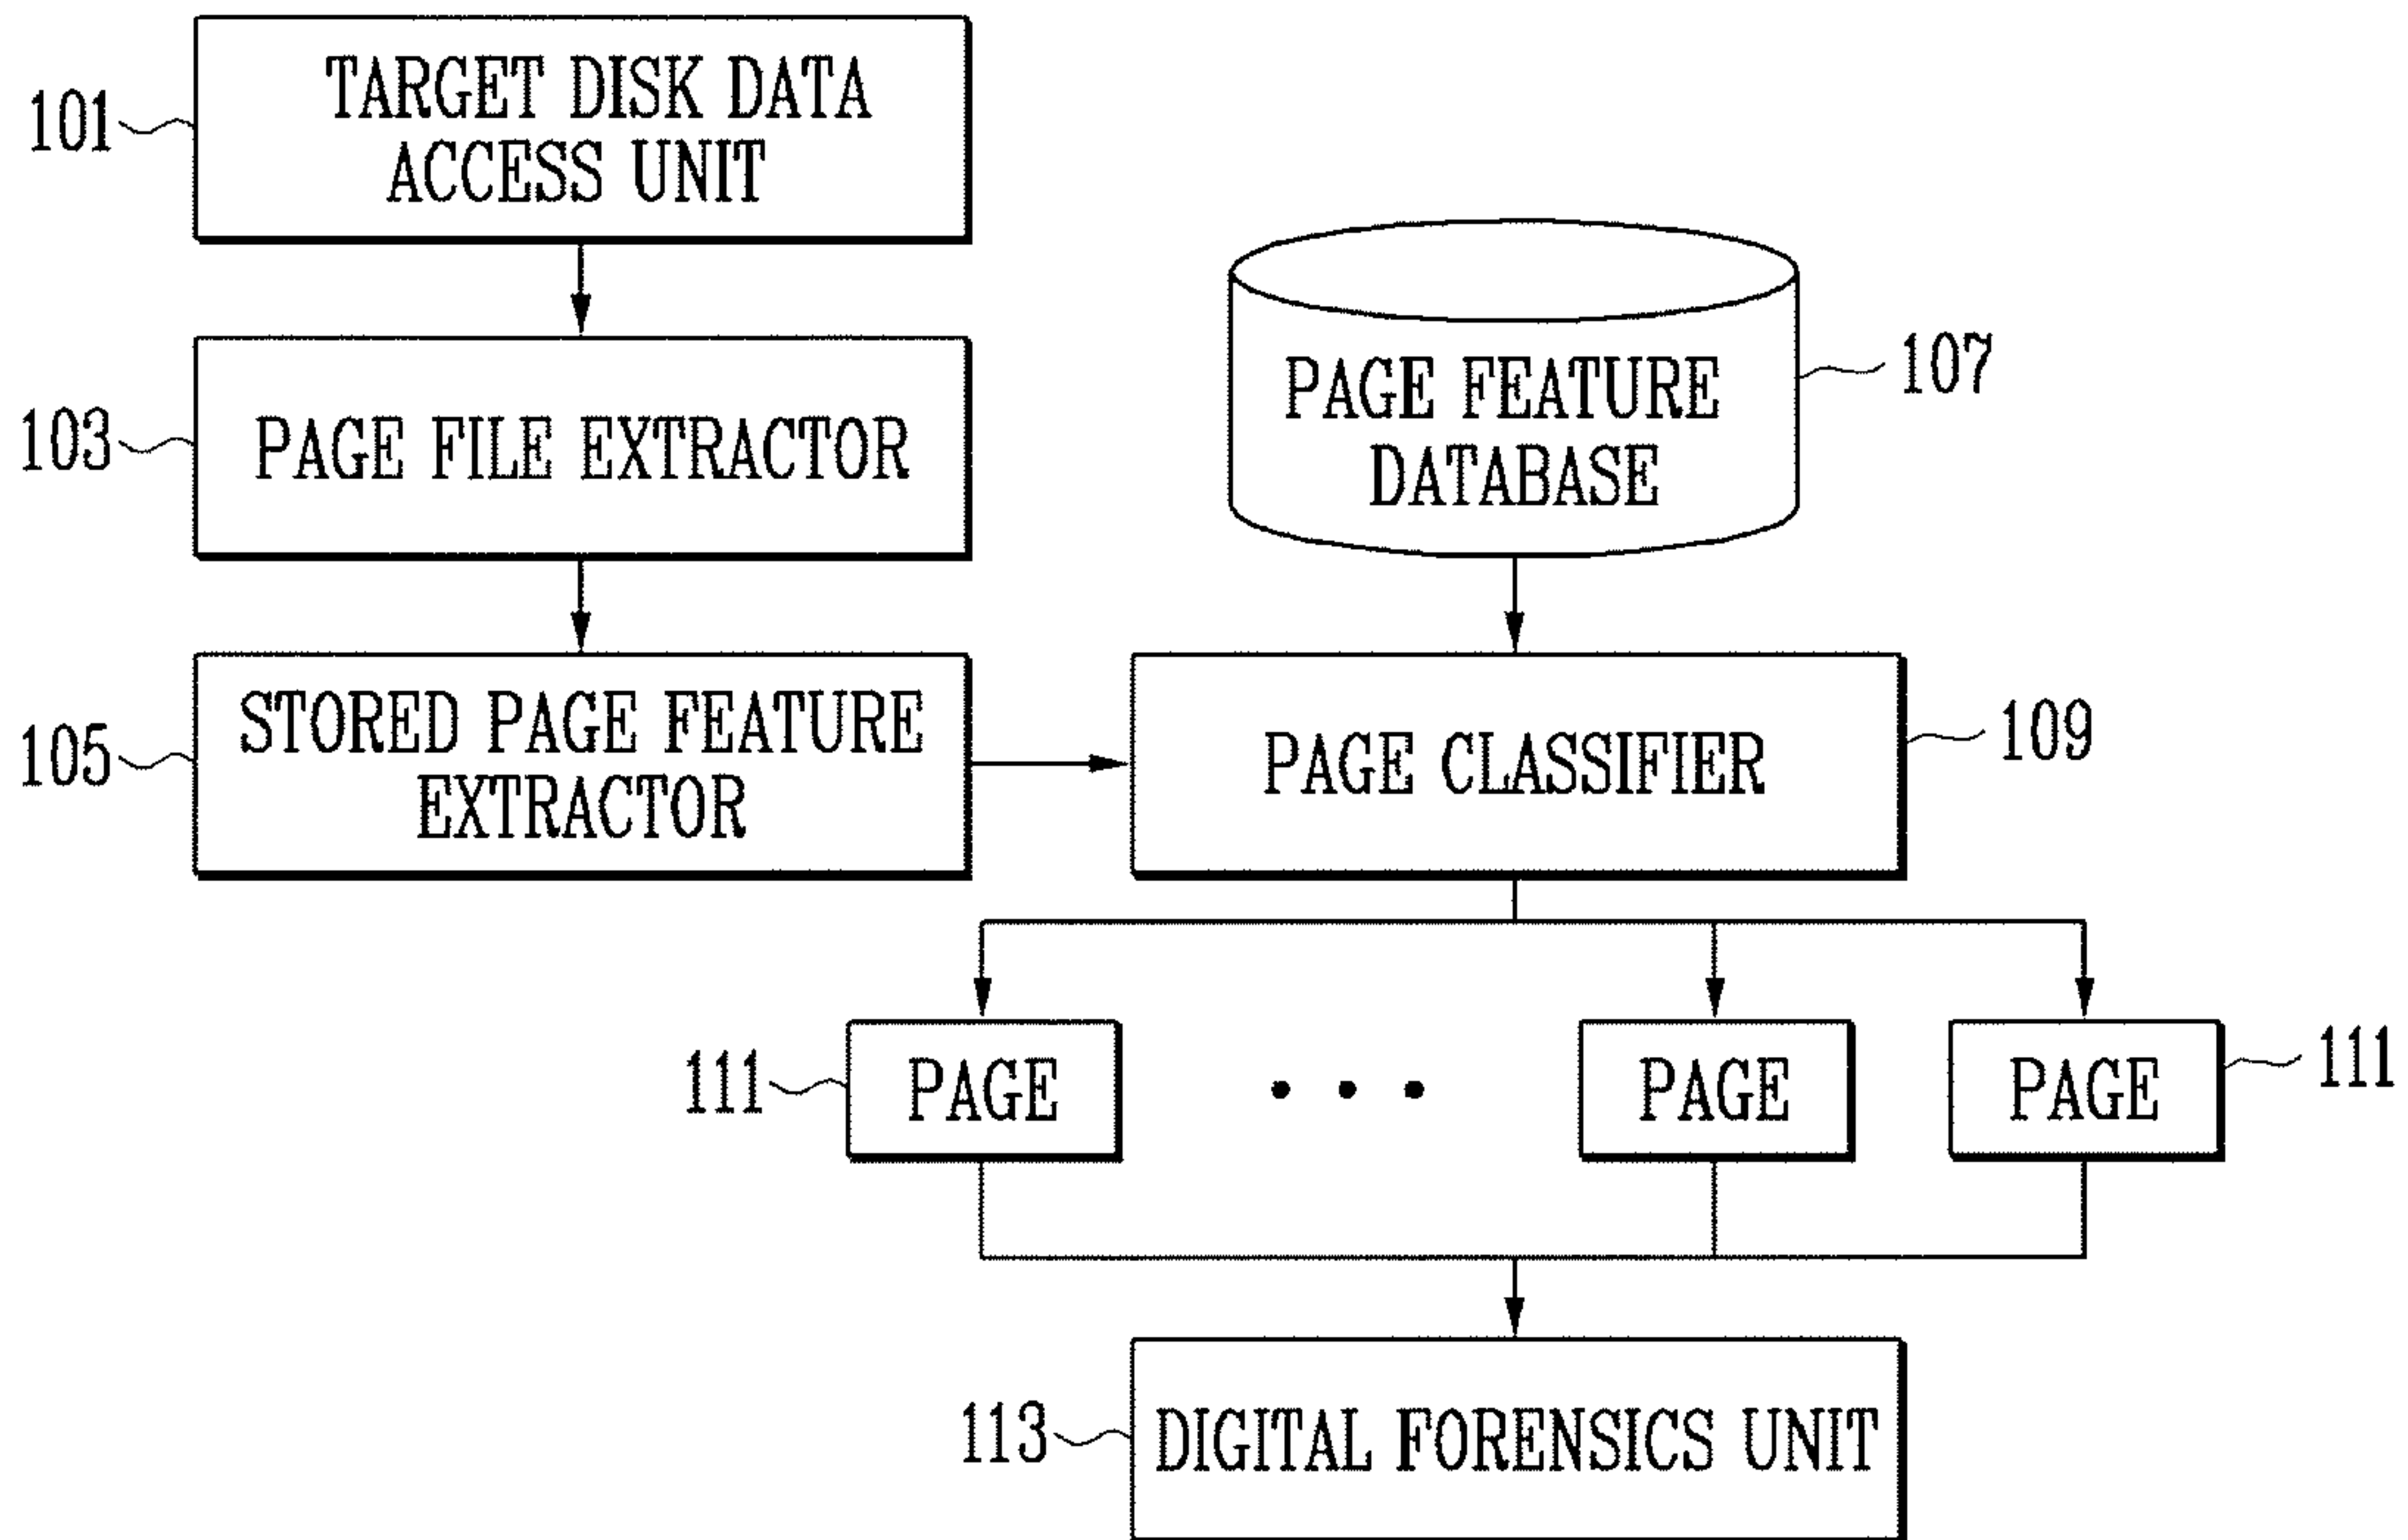 TARGET DISK DATA
ACCESS UNIT
101
PAGE FILE EXTRACTOR
103
PAGE FEATURE
DATABASE
107
STORED PAGE FEATURE
EXTRACTOR
105
PAGE CLASSIFIER
109
111
PAGE
• • •
PAGE
PAGE
111
113
DIGITAL FORENSICS UNIT